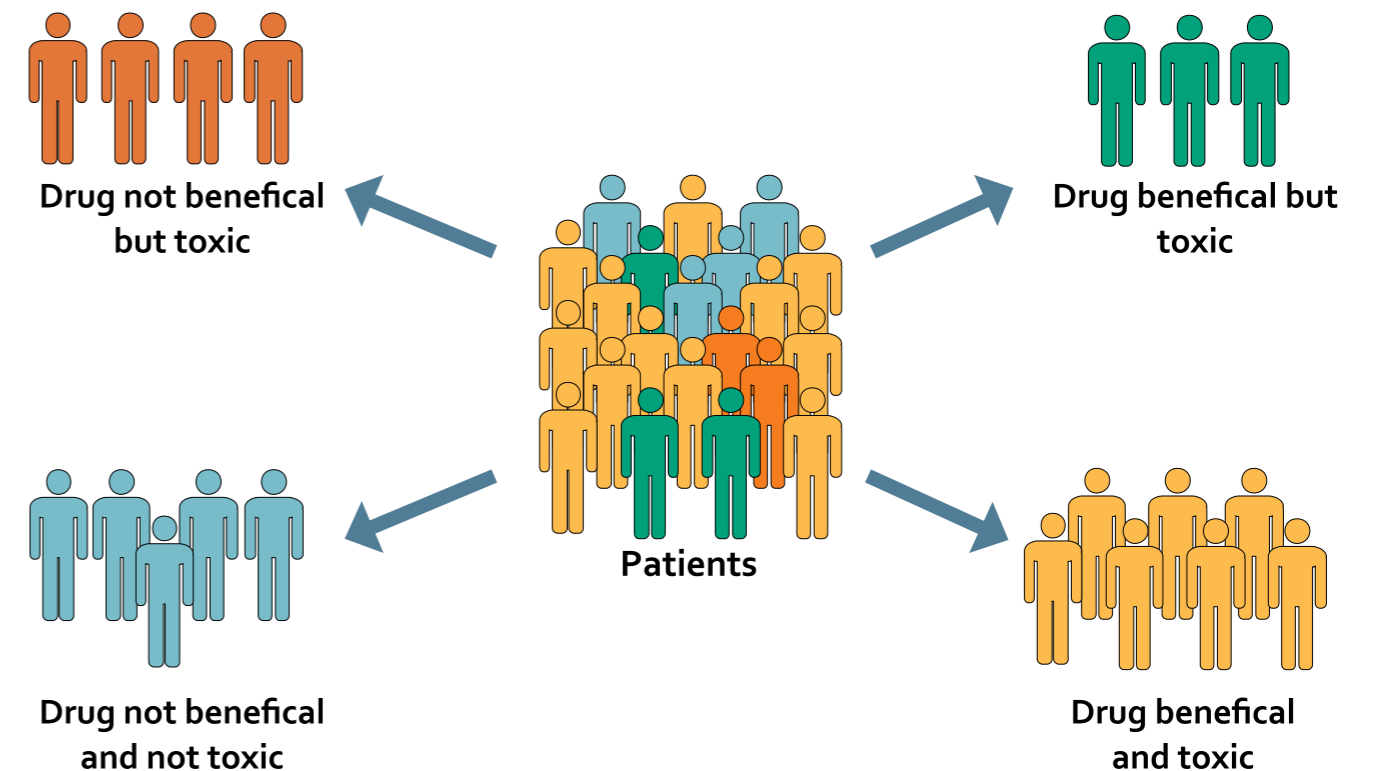 Drug not benefical
but toxic
Drug benefical but
toxic
Patients
Drug not benefical
and not toxic
Drug benefical
and toxic